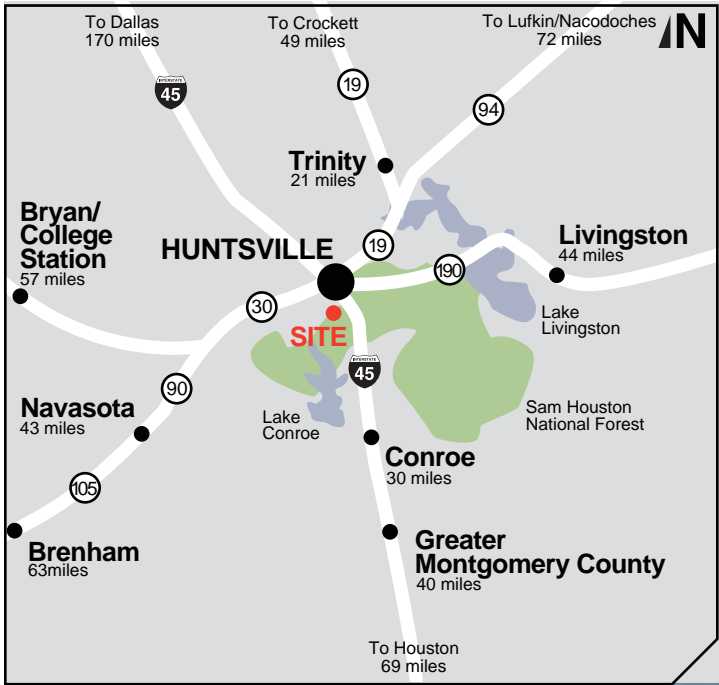 To Dallas
170 miles
To Crockett
49 miles
To Lufkin/Nacodoches
72 miles
N
INTERSTATE
45
19
94
Trinity
21 miles
Bryan/
College
Station
57 miles
HUNTSVILLE
19
190
Livingston
44 miles
30
SITE
Lake
Livingston
INTERSTATE
45
90
Navasota
43 miles
Lake
Conroe
Sam Houston
National Forest
Conroe
30 miles
105
Brenham
63miles
Greater
Montgomery County
40 miles
To Houston
69 miles